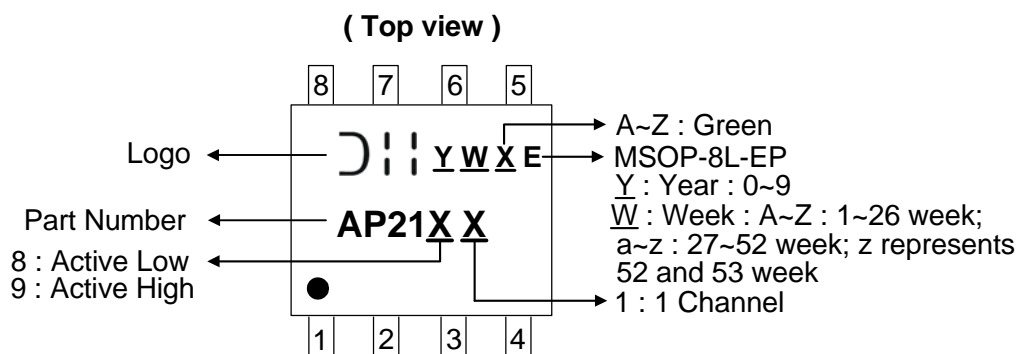 ( Top view )
8 7 6 5
Logo
Y W X E
A~Z : Green
MSOP-8L-EP
Y : Year : 0~9
W : Week : A~Z : 1~26 week;
a~z : 27~52 week; z represents
52 and 53 week
1 : 1 Channel
Part Number
AP21X X
8 : Active Low
9 : Active High
1 2 3 4